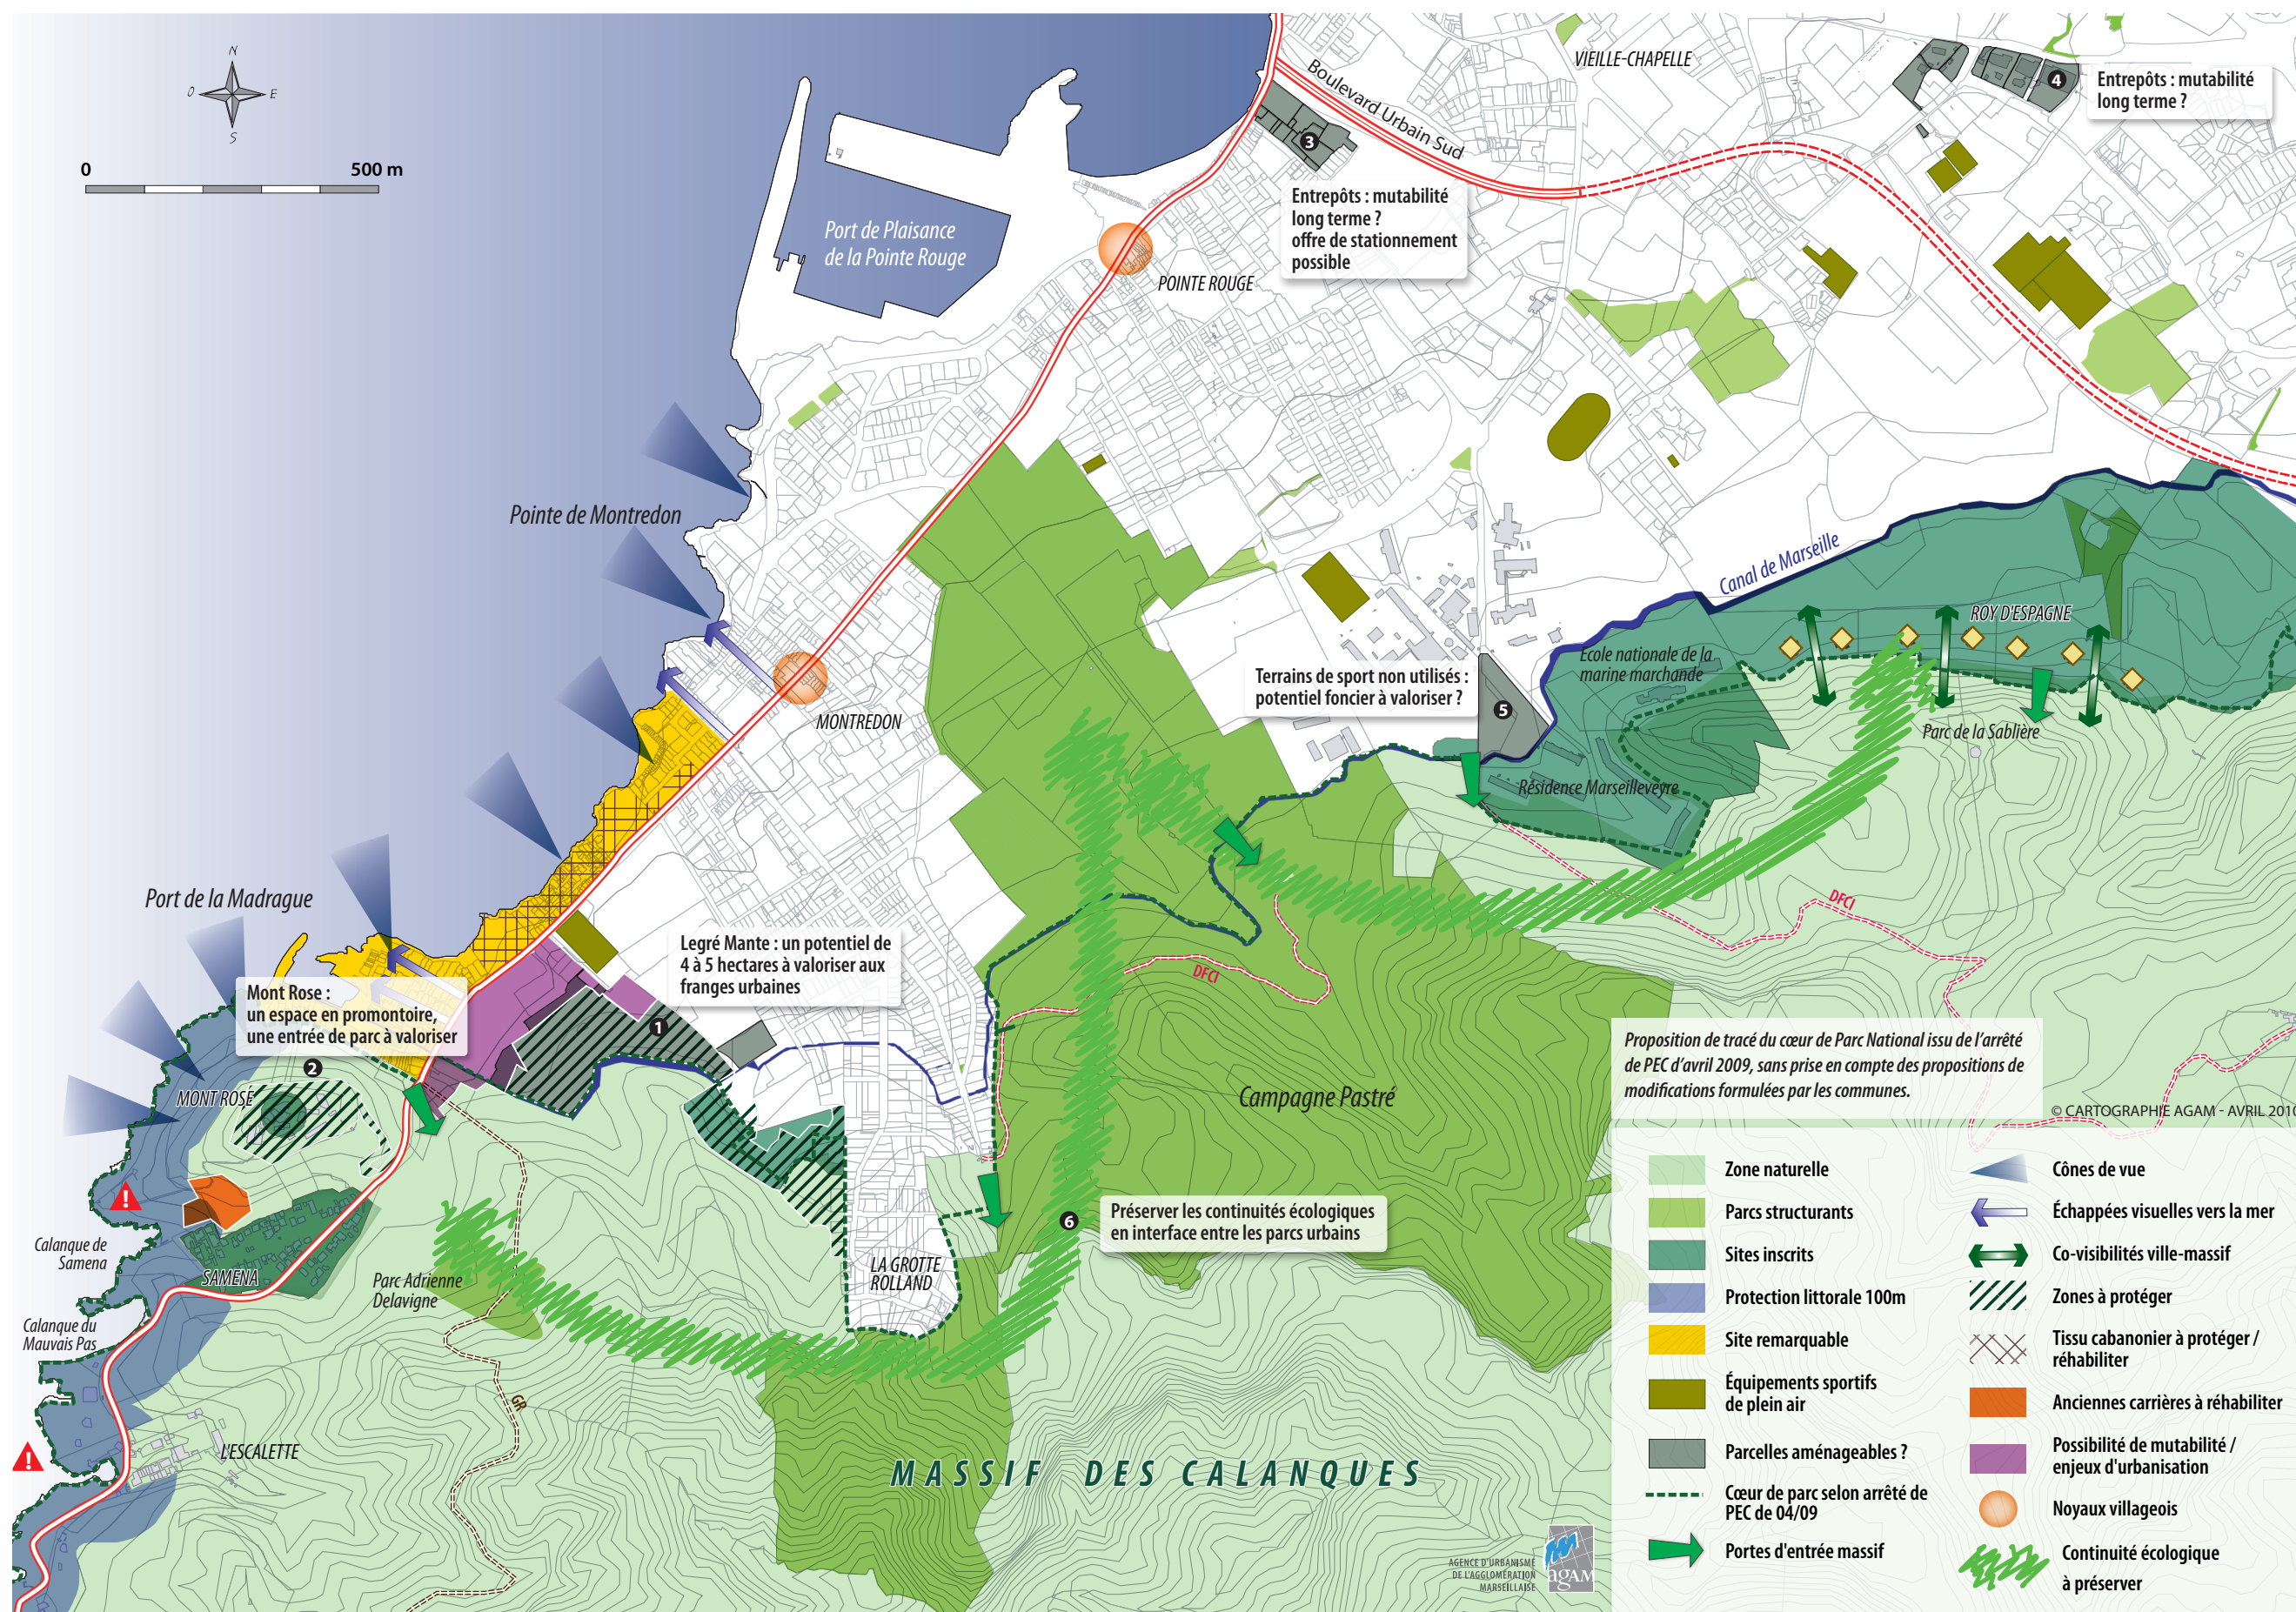 N
O
E
S
0
500 m
VIEILLE-CHAPELLE
Boulevard Urbain Sud
4
Entrepôts : mutabilité
long terme ?
3
Entrepôts : mutabilité
long terme ?
offre de stationnement
possible
Port de Plaisance
de la Pointe Rouge
POINTE ROUGE
Pointe de Montredon
Canal de Marseille
ROY D'ESPAGNE
Ecole nationale de la
marine marchande
Terrains de sport non utilisés :
potentiel foncier à valoriser ?
5
MONTREDON
Parc de la Sablière
Résidence Marseilleveyre
Port de la Madrague
DFCI
Legré Mante : un potentiel de
4 à 5 hectares à valoriser aux
franges urbaines
DFCI
Mont Rose :
un espace en promontoire,
une entrée de parc à valoriser
1
2
MONT ROSE
Campagne Pastré
Proposition de tracé du cœur de Parc National issu de l'arrêté
de PEC d'avril 2009, sans prise en compte des propositions de
modifications formulées par les communes.
© CARTOGRAPHIE AGAM - AVRIL 2010
!
Calanque de
Samena
SAMENA
Parc Adrienne
Delavigne
LA GROTTE
ROLLAND
6
Préserver les continuités écologiques
en interface entre les parcs urbains
Calanque du
Mauvais Pas
GR
!
L'ESCALETTE
MASSIF DES CALANQUES
AGENCE D'URBANISME
DE L'AGGLOMÉRATION
MARSEILLAISE
agAM
Zone naturelle
Parcs structurants
Sites inscrits
Protection littorale 100m
Site remarquable
Équipements sportifs
de plein air
Parcelles aménageables ?
Cœur de parc selon arrêté de
PEC de 04/09
Portes d'entrée massif
Cônes de vue
Échappées visuelles vers la mer
Co-visibilités ville-massif
Zones à protéger
Tissu cabanonier à protéger /
réhabiliter
Anciennes carrières à réhabiliter
Possibilité de mutabilité /
enjeux d'urbanisation
Noyaux villageois
Continuité écologique
à préserver